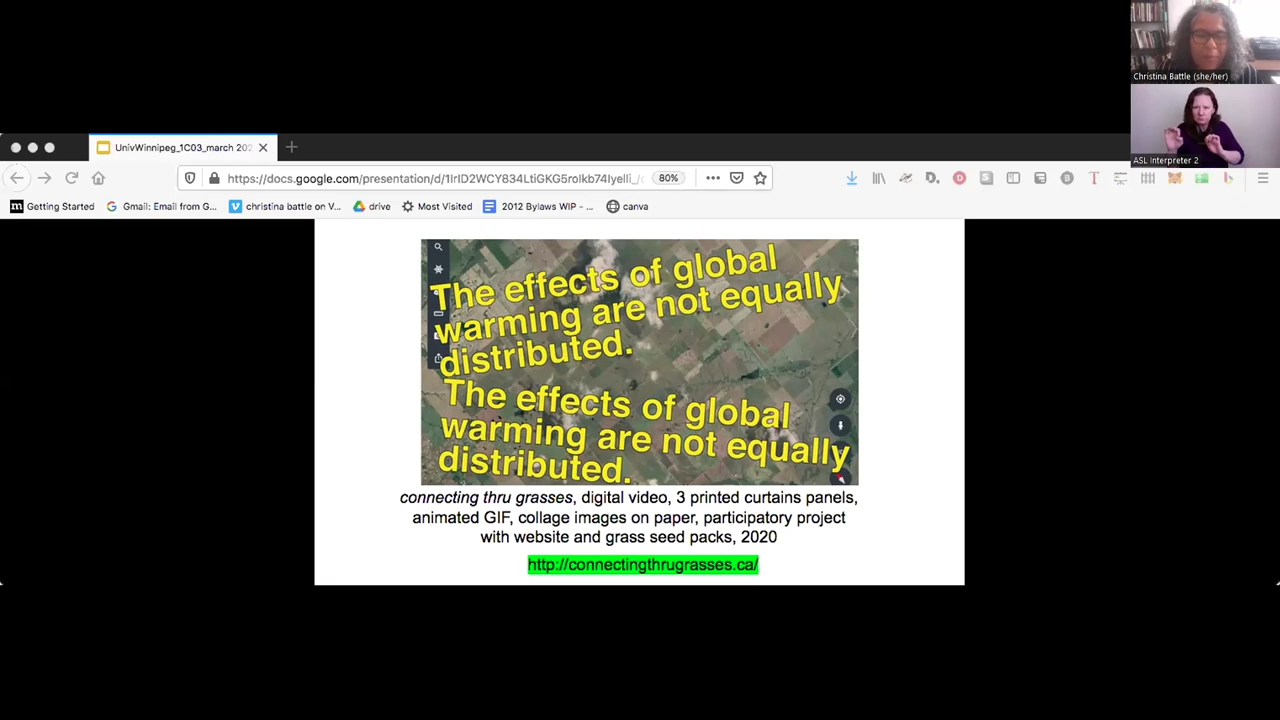 Christina Battle (she/her)
ASL Interpreter 2
UnivWinnipeg_1C03_march 202
https://docs.google.com/presentation/d/1IrID2WCY834LtiGKG5rolkb74Iyelli_/
80%
Getting Started
Gmail: Email from G...
christina battle on V...
drive
Most Visited
2012 Bylaws WIP - ...
canva
The effects of global
warming are not equally
distributed.
The effects of global
warming are not equally
distributed.
connecting thru grasses, digital video, 3 printed curtains panels,
animated GIF, collage images on paper, participatory project
with website and grass seed packs, 2020
http://connectingthrugrasses.ca/